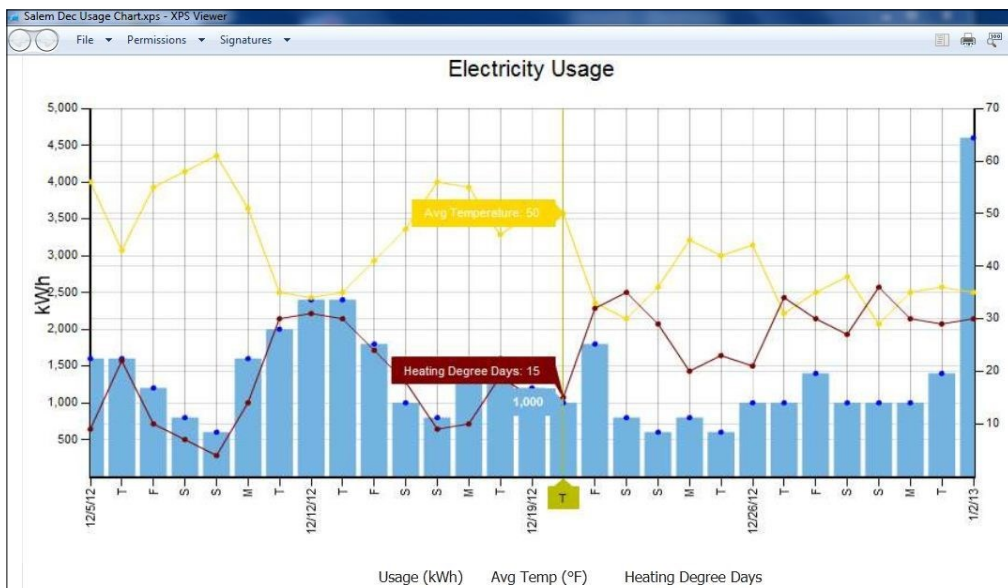 Salem Dec Usage Chart.xps - XPS Viewer
File Permissions Signatures
Electricity Usage
5,000
4,500
4,000
3,500
3,000
2,500
2,000
1,500
1,000
500
kWh
70
60
50
40
30
20
10
Avg Temperature: 50
Heating Degree Days: 15
1,000
12/5/12 T F S S M T 12/12/12 T F S S M T 12/19/12 T F S S M T 12/26/12 T F S S M T 1/2/13
Usage (kWh) Avg Temp (°F) Heating Degree Days